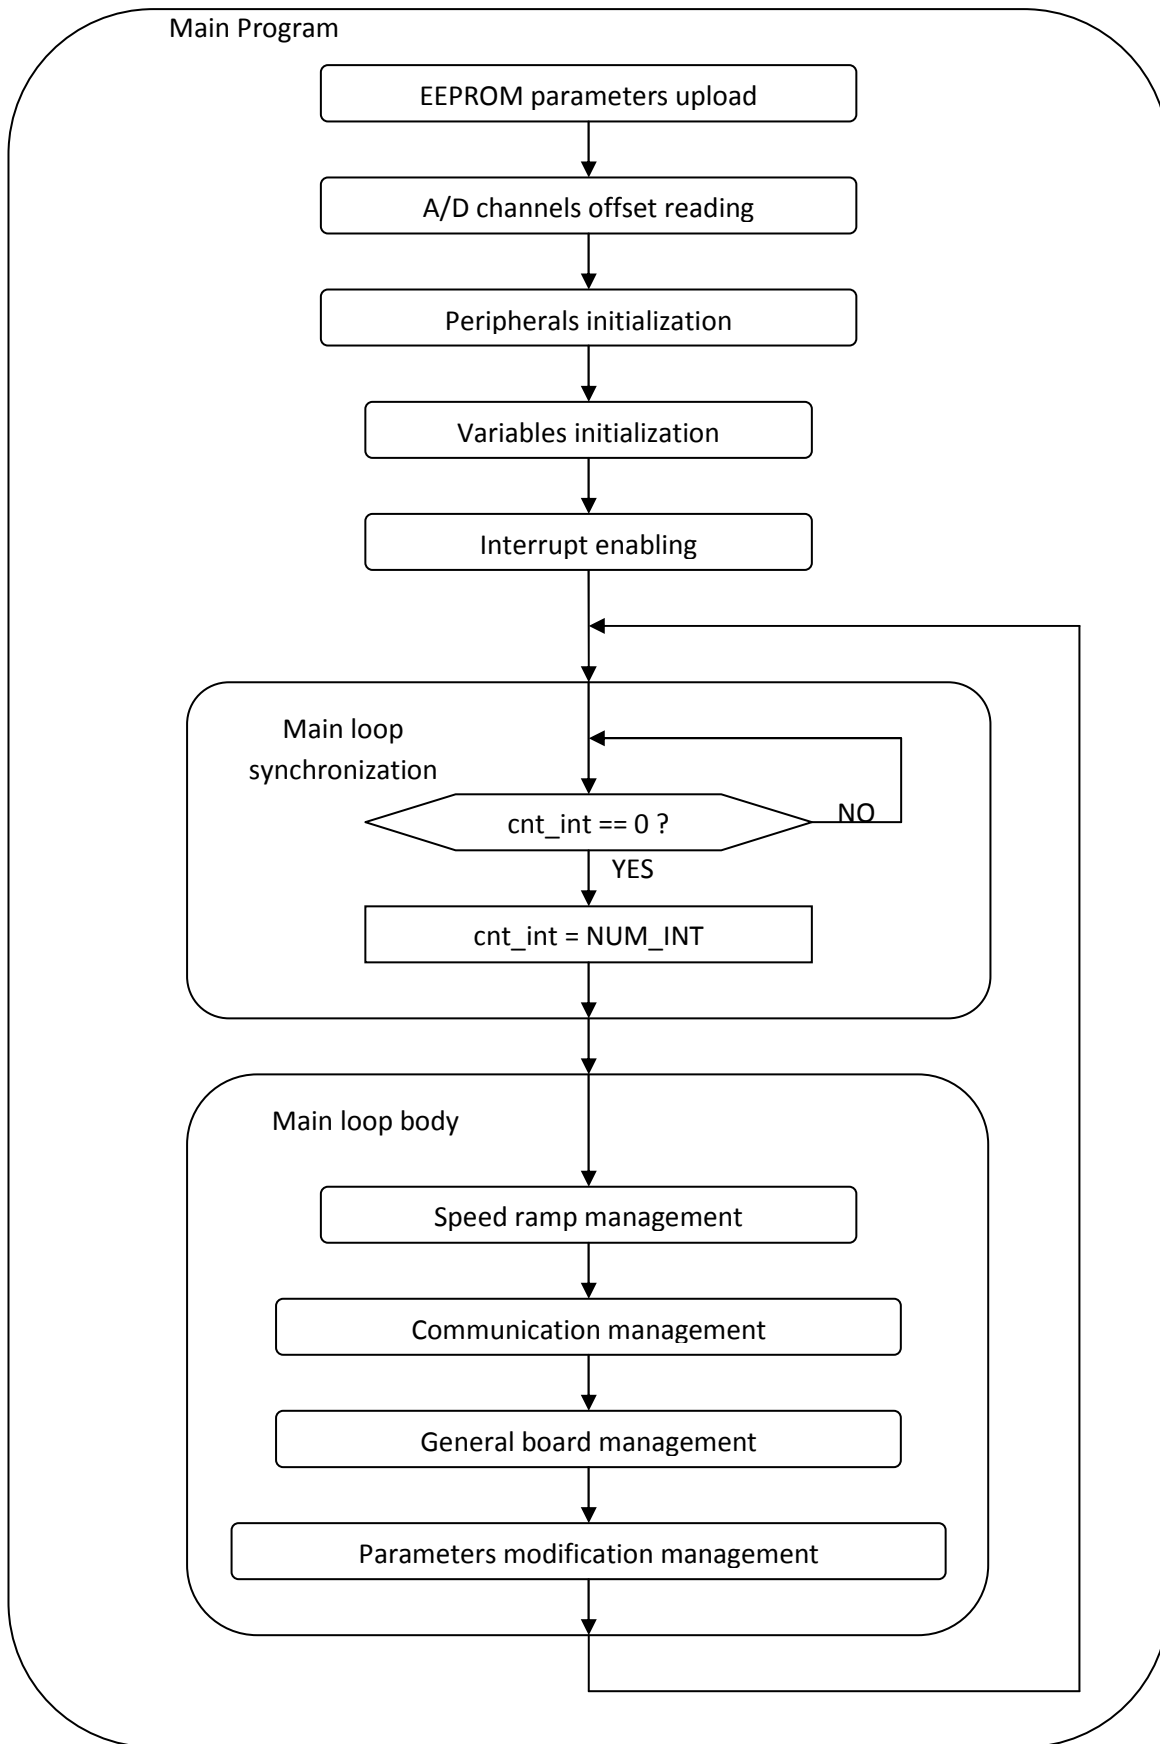 Main Program
EEPROM parameters upload
A/D channels offset reading
Peripherals initialization
Variables initialization
Interrupt enabling
Main loop
synchronization
cnt_int == 0 ?
NO
YES
cnt_int = NUM_INT
Main loop body
Speed ramp management
Communication management
General board management
Parameters modification management